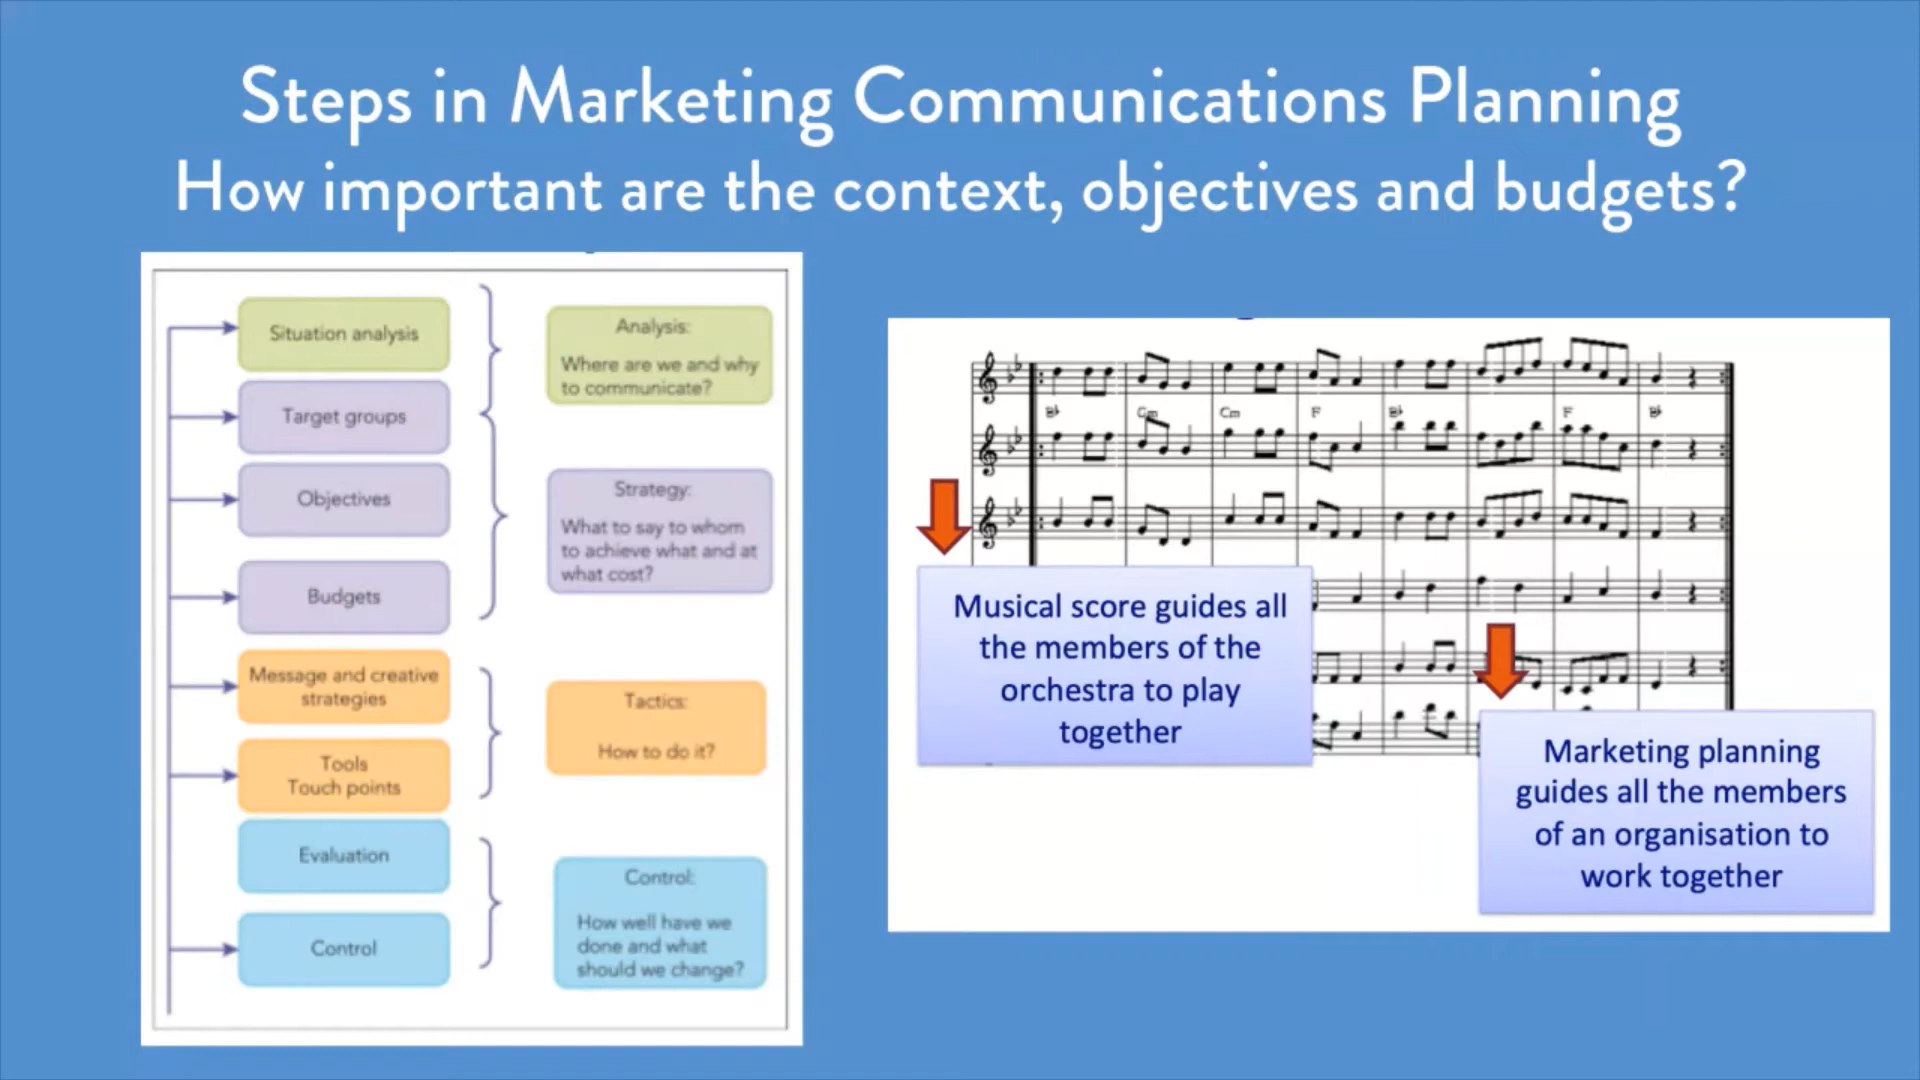 Steps in Marketing Communications Planning
How important are the context, objectives and budgets?
Situation analysis
Target groups
Objectives
Budgets
Message and creative
strategies
Tools
Touch points
Evaluation
Control
Analysis:
Where are we and why
to communicate?
Strategy:
What to say to whom
to achieve what and at
what cost?
Tactics:
How to do it?
Control:
How well have we
done and what
should we change?
B♭ Gm Cm F B♭ F B♭
Musical score guides all
the members of the
orchestra to play
together
Marketing planning
guides all the members
of an organisation to
work together